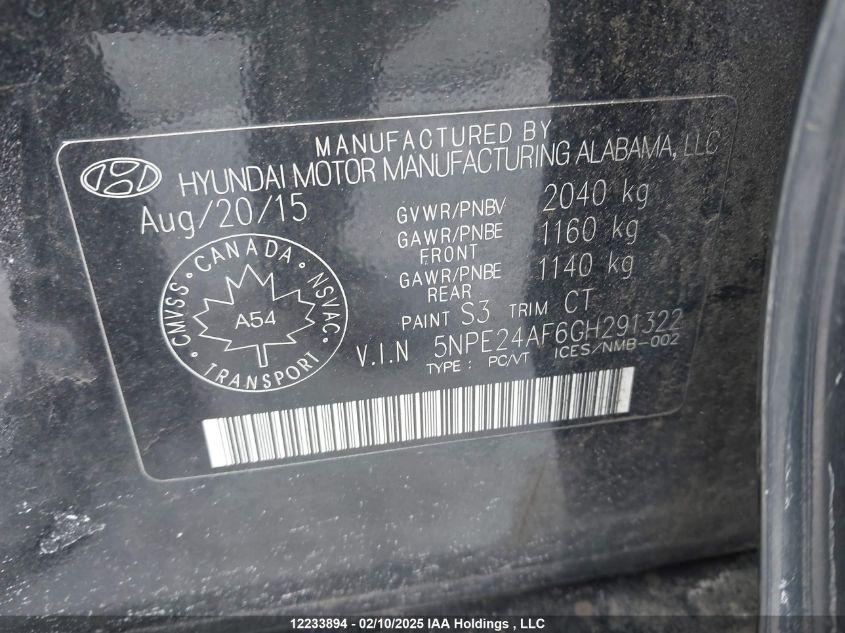 MANUFACTURED BY
HYUNDAI MOTOR MANUFACTURING ALABAMA, LLC
Aug/20/15
GVWR/PNBV 2040 kg
GAWR/PNBE FRONT 1160 kg
GAWR/PNBE REAR 1140 kg
PAINT S3 TRIM CT
V.I.N 5NPE24AF6GH291322
TYPE : PC/VT ICES/NMB-002
CMVSS · CANADA · NSVAC
A54
· TRANSPORT ·
12233894 - 02/10/2025 IAA Holdings , LLC